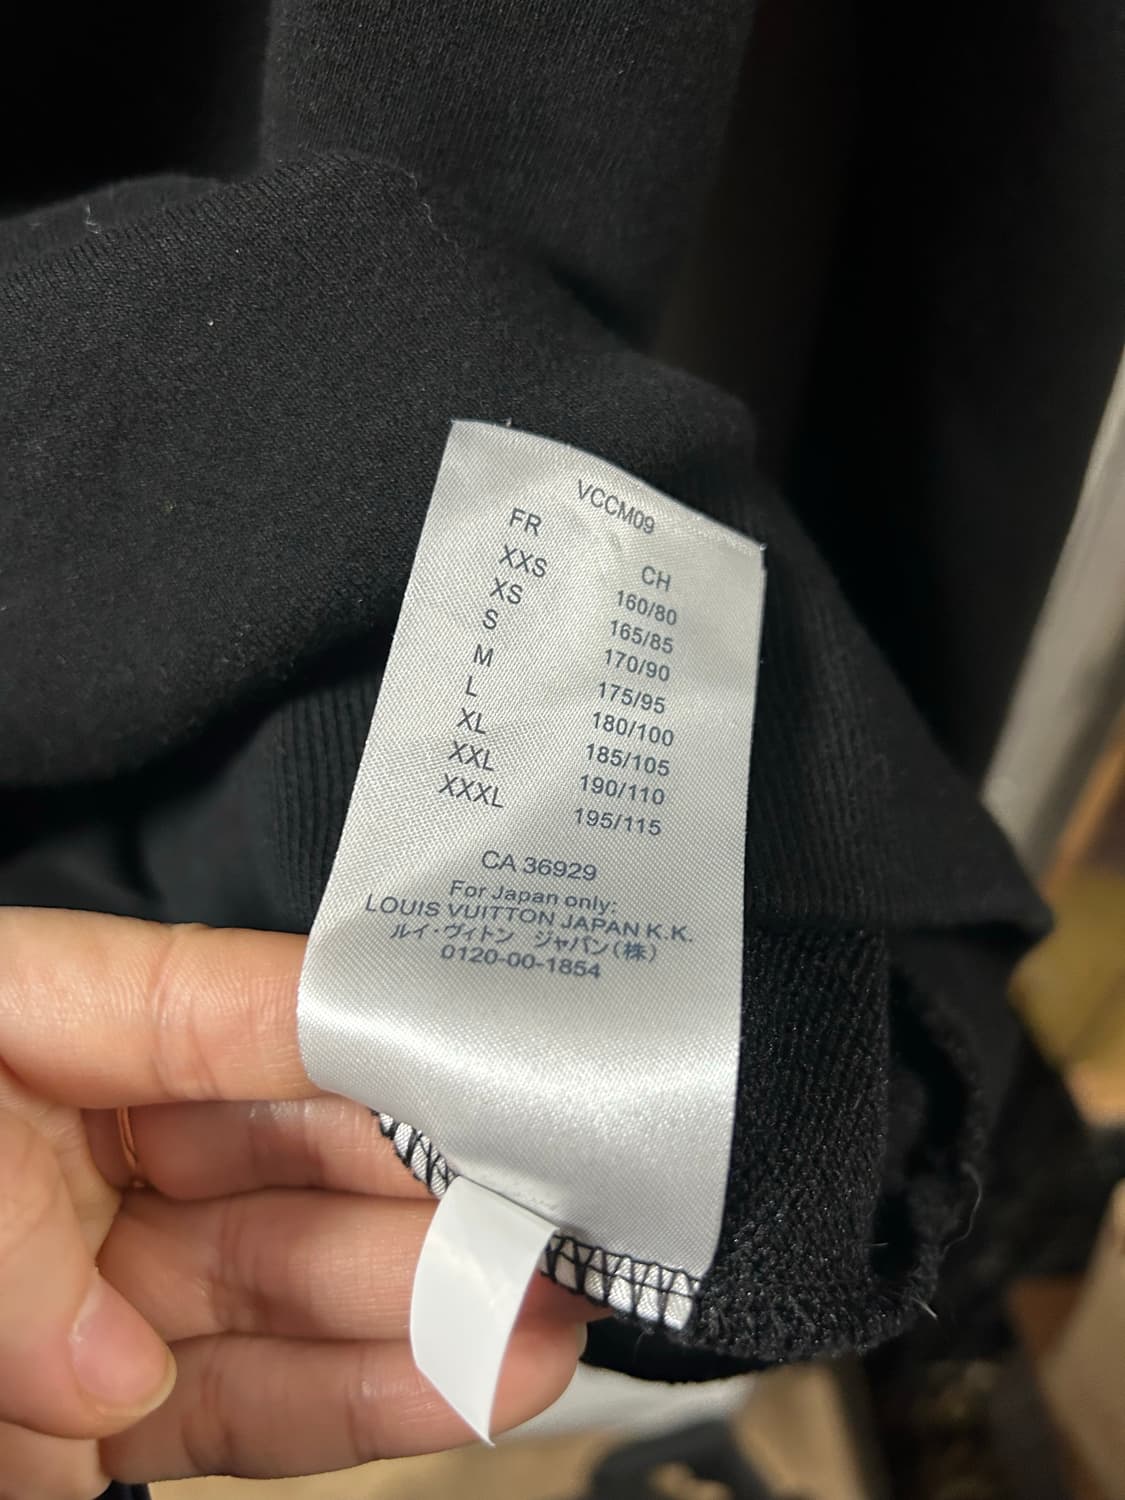 VCCM09
FR CH
XXS 160/80
XS 165/85
S 170/90
M 175/95
L 180/100
XL 185/105
XXL 190/110
XXXL 195/115
CA 36929
For Japan only:
LOUIS VUITTON JAPAN K.K.
ルイ・ヴィトン ジャパン(株)
0120-00-1854